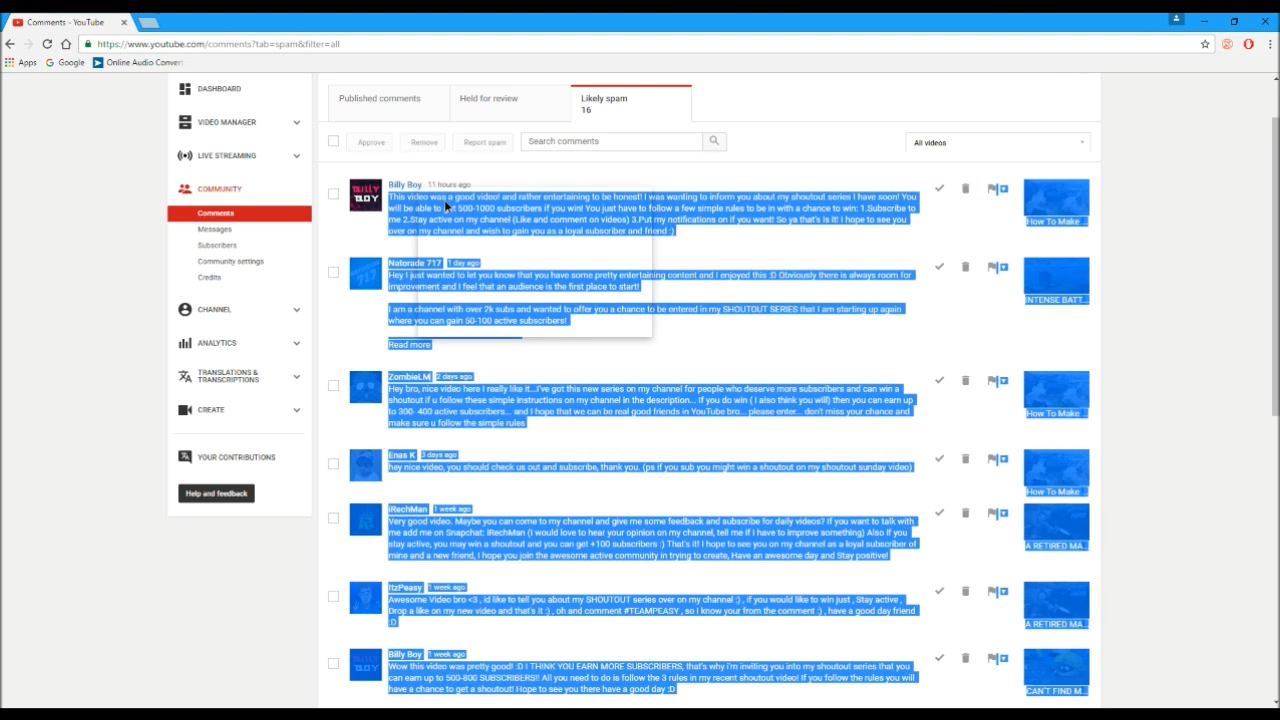 Comments - YouTube
https://www.youtube.com/comments?tab=spam&filter=all
Apps Google Online Audio Convert
DASHBOARD
VIDEO MANAGER
LIVE STREAMING
COMMUNITY
Comments
Messages
Subscribers
Community settings
Credits
CHANNEL
ANALYTICS
TRANSLATIONS &
TRANSCRIPTIONS
CREATE
YOUR CONTRIBUTIONS
Help and feedback
Published comments Held for review Likely spam
16
Approve Remove Report spam Search comments All videos
Billy Boy 11 hours ago
This video was a good video! and rather entertaining to be honest! I was wanting to inform you about my shoutout series I have soon! You
will be able to 500-1000 subscribers if you win! You just have to follow a few simple rules to be in with a chance to win: 1.Subscribe to
me 2.Stay active on my channel (Like and comment on videos) 3.Put my notifications on if you want! So ya that's is it! I hope to see you
over on my channel and wish to gain you as a loyal subscriber and friend :)
How To Make ...
Natorade 717 1 day ago
Hey I just wanted to let you know that you have some pretty entertaining content and I enjoyed this :D Obviously there is always room for
improvement and I feel that an audience is the first place to start!
I am a channel with over 2k subs and wanted to offer you a chance to be entered in my SHOUTOUT SERIES that I am starting up again
where you can gain 50-100 active subscribers!
Read more
INTENSE BATT...
ZombieLM 2 days ago
Hey bro, nice video here I really like it...I've got this new series on my channel for people who deserve more subscribers and can win a
shoutout if u follow these simple instructions on my channel in the description... If you do win ( I also think you will) then you can earn up
to 300- 400 active subscribers... and I hope that we can be real good friends in YouTube bro... please enter... don't miss your chance and
make sure u follow the simple rules
How To Make ...
Enas K 3 days ago
hey nice video, you should check us out and subscribe, thank you. (ps if you sub you might win a shoutout on my shoutout sunday video)
How To Make ...
iRechMan 1 week ago
Very good video. Maybe you can come to my channel and give me some feedback and subscribe for daily videos? If you want to talk with
me add me on Snapchat: iRechMan (I would love to hear your opinion on my channel, tell me if I have to improve something) Also If you
stay active, you may win a shoutout and you can get +100 subscribers :) That's it! I hope to see you on my channel as a loyal subscriber of
mine and a new friend, I hope you join the awesome active community in trying to create, Have an awesome day and Stay positive!
A RETIRED MA...
ItzPeasy 1 week ago
Awesome Video bro <3 , id like to tell you about my SHOUTOUT series over on my channel :) , if you would like to win just , Stay active ,
Drop a like on my new video and that's it :) , oh and comment #TEAMPEASY , so I know your from the comment :) , have a good day friend
:D
A RETIRED MA...
Billy Boy 1 week ago
Wow this video was pretty good! :D I THINK YOU EARN MORE SUBSCRIBERS, that's why i'm inviting you into my shoutout series that you
can earn up to 500-800 SUBSCRIBERS!! All you need to do is follow the 3 rules in my recent shoutout video! If you follow the rules you will
have a chance to get a shoutout! Hope to see you there have a good day :D
CAN'T FIND M...